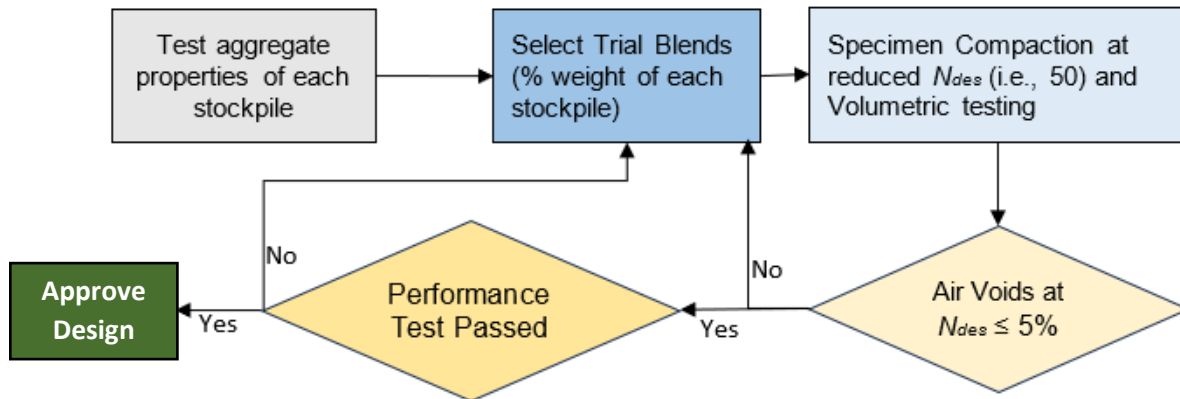 Test aggregate
properties of each
stockpile
Select Trial Blends
(% weight of each
stockpile)
Specimen Compaction at
reduced Ndes (i.e., 50) and
Volumetric testing
No
No
Approve
Design
Yes
Performance
Test Passed
Yes
Air Voids at
Ndes ≤ 5%